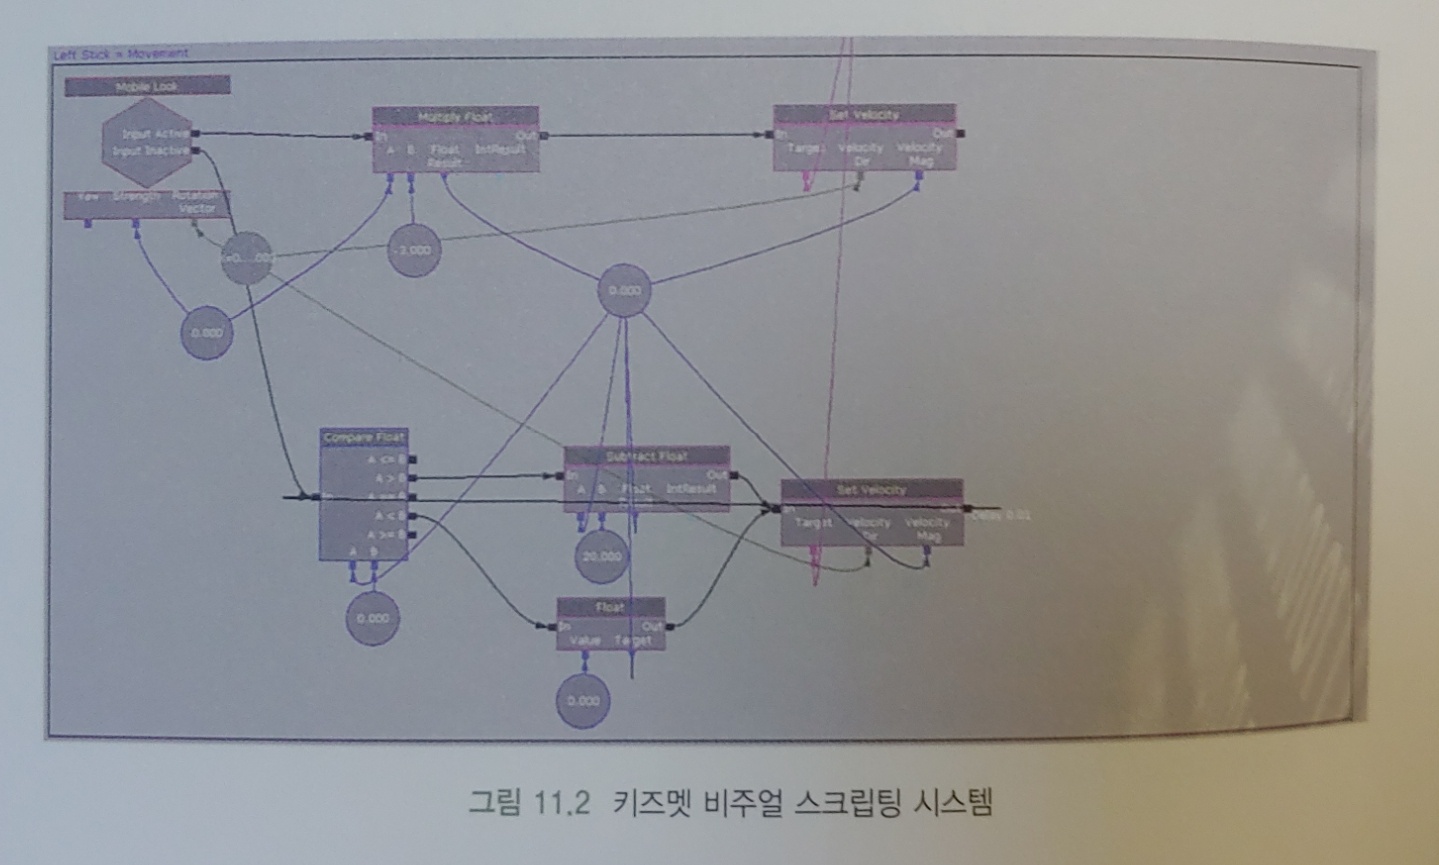 Left Stick = Movement
Mobile Look
Input Active
Input Inactive
Yaw Strength Rotation
Vector
Multiply Float
In Out
A B Float IntResult
Result
Set Velocity
In Out
Target Velocity Velocity
Dir Mag
-3.000
0.000
0.000
Compare Float
A <= B
A > B
In A == B
A < B
A >= B
A B
0.000
Subtract Float
In Out
A B Float IntResult
20.000
Set Velocity
In Out
Delay 0.01
Target Velocity Velocity
Dir Mag
Float
In Out
Value Target
0.000
그림 11.2 키즈멧 비주얼 스크립팅 시스템